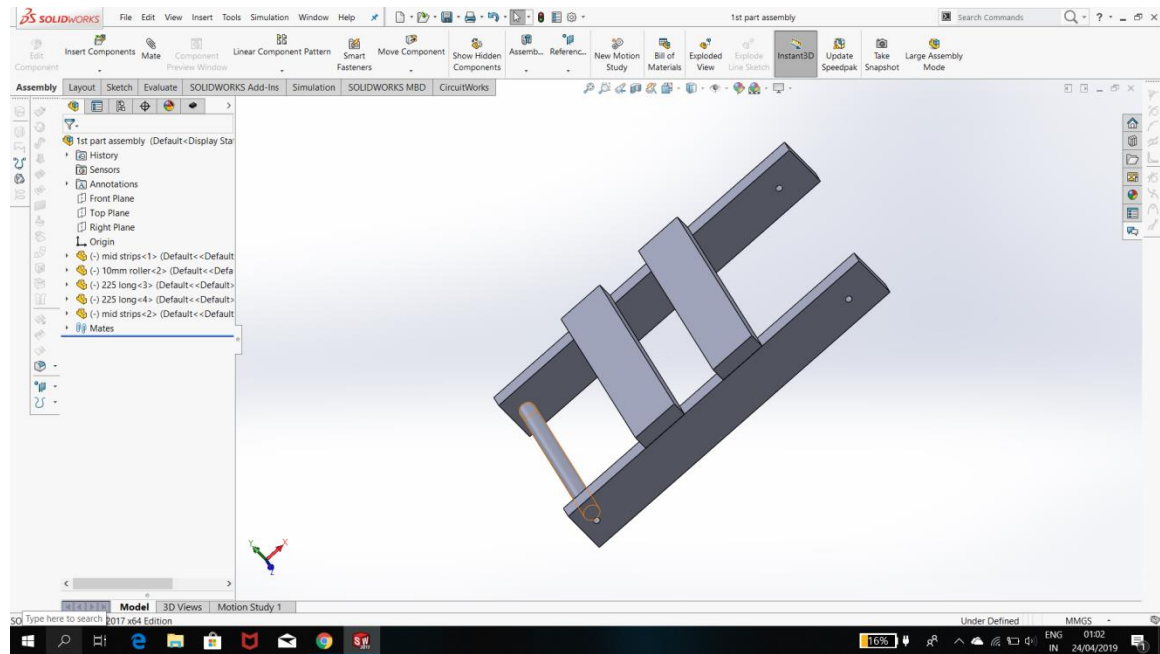 SOLIDWORKS File Edit View Insert Tools Simulation Window Help 1st part assembly Search Commands
Edit Component Insert Components Mate Component Preview Window Linear Component Pattern Smart Fasteners Move Component Show Hidden Components Assemb... Referenc... New Motion Study Bill of Materials Exploded View Explode Line Sketch Instant3D Update Speedpak Take Snapshot Large Assembly Mode
Assembly Layout Sketch Evaluate SOLIDWORKS Add-Ins Simulation SOLIDWORKS MBD CircuitWorks
1st part assembly (Default<Display Stat
History
Sensors
Annotations
Front Plane
Top Plane
Right Plane
Origin
(-) mid strips<1> (Default<<Default
(-) 10mm roller<2> (Default<<Defa
(-) 225 long<3> (Default<<Default>
(-) 225 long<4> (Default<<Default>
(-) mid strips<2> (Default<<Default
Mates
Y X
Z
Model 3D Views Motion Study 1
SO Type here to search 2017 x64 Edition Under Defined MMGS
16% ENG 01:02
IN 24/04/2019
SW 2017